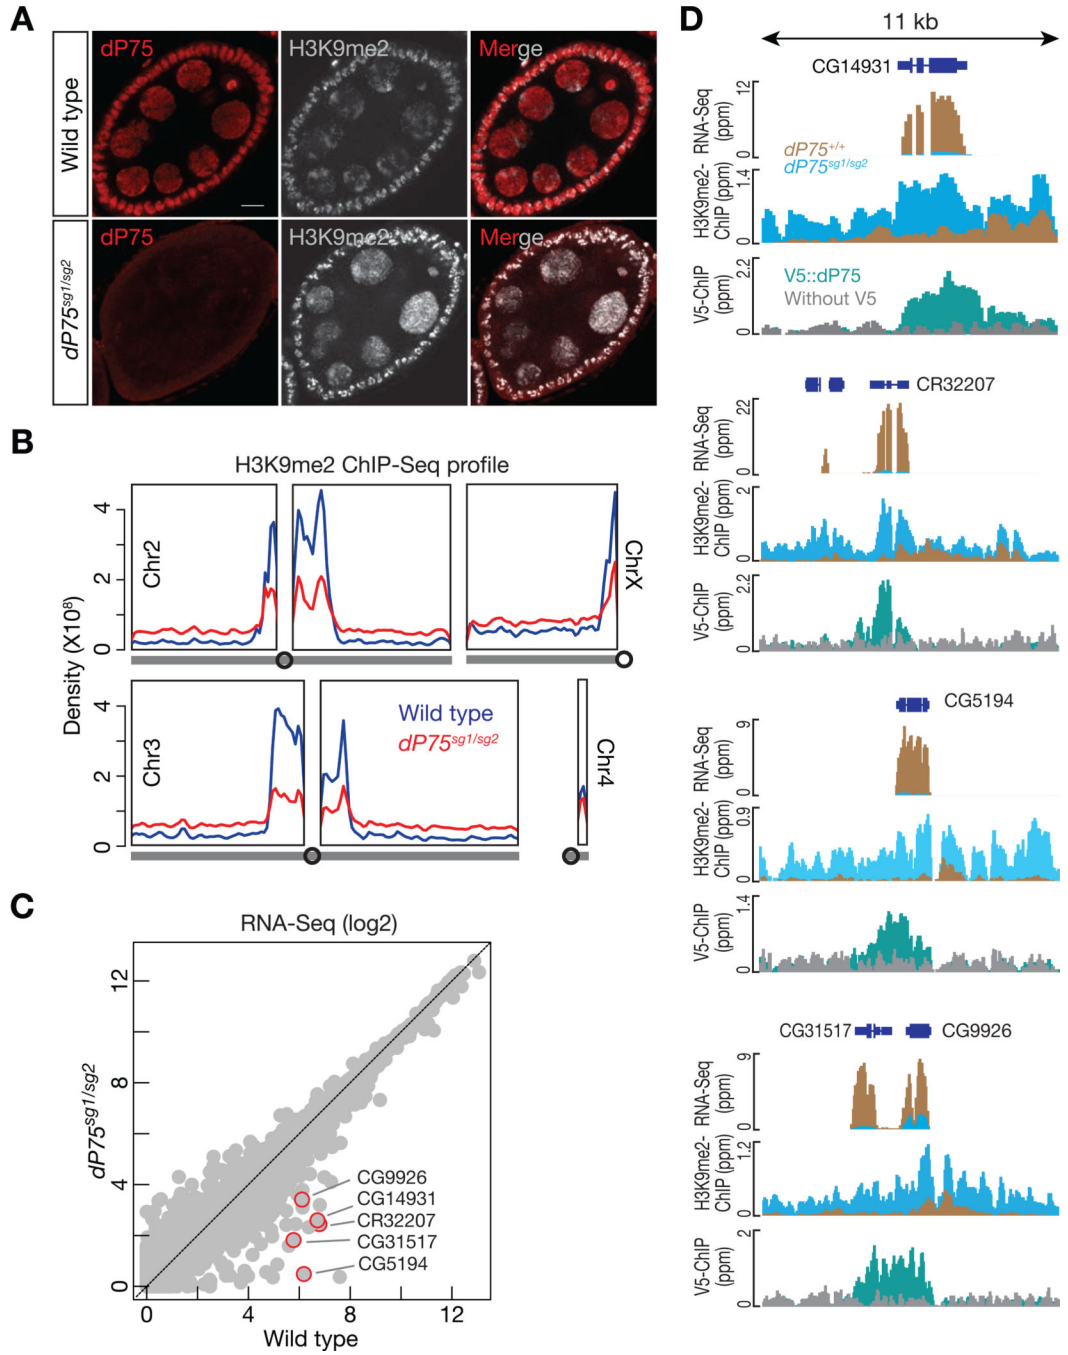 A
Wild type
dP75
H3K9me2
Merge
dP75sg1/sg2
dP75
H3K9me2
Merge
B
H3K9me2 ChIP-Seq profile
Density (X10⁸)
4
2
0
Chr2
ChrX
4
2
0
Chr3
Wild type
dP75sg1/sg2
Chr4
C
RNA-Seq (log2)
dP75sg1/sg2
12
8
4
0
CG9926
CG14931
CR32207
CG31517
CG5194
0
4
8
12
Wild type
D
11 kb
CG14931
RNA-Seq (ppm)
12
0
dP75+/+
dP75sg1/sg2
H3K9me2-ChIP (ppm)
1.4
0
V5-ChIP (ppm)
2.2
0
V5::dP75
Without V5
CR32207
RNA-Seq (ppm)
22
0
H3K9me2-ChIP (ppm)
2
0
V5-ChIP (ppm)
2.2
0
CG5194
RNA-Seq (ppm)
9
0
H3K9me2-ChIP (ppm)
0.9
0
V5-ChIP (ppm)
1.4
0
CG31517
CG9926
RNA-Seq (ppm)
9
0
H3K9me2-ChIP (ppm)
1.2
0
V5-ChIP (ppm)
2
0